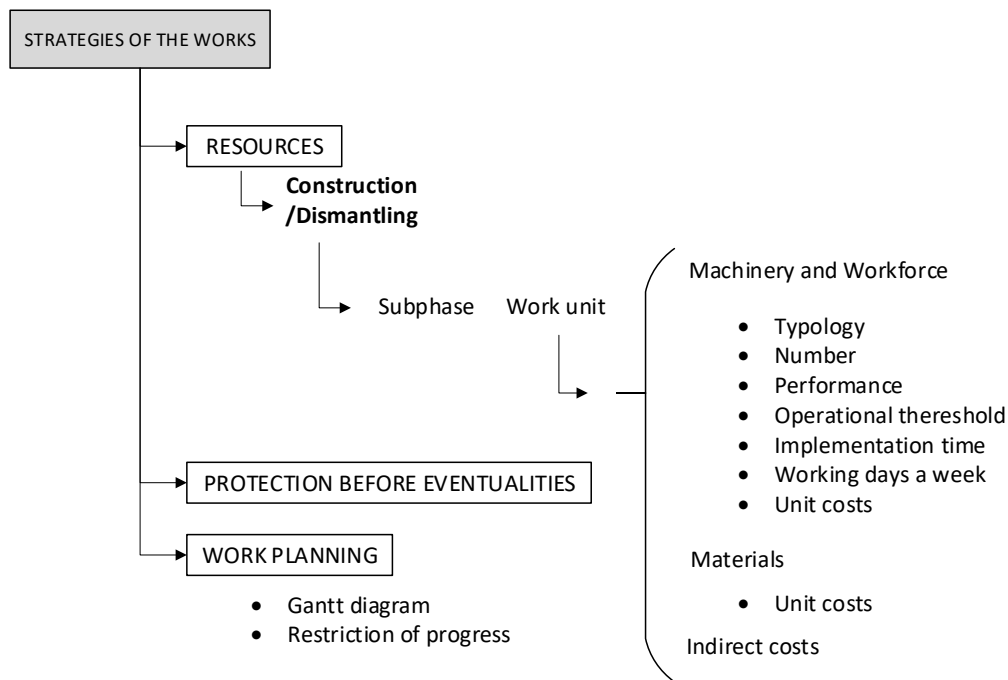 STRATEGIES OF THE WORKS
RESOURCES
Construction
/Dismantling
Subphase
Work unit
Machinery and Workforce
• Typology
• Number
• Performance
• Operational thereshold
• Implementation time
• Working days a week
• Unit costs
Materials
• Unit costs
Indirect costs
PROTECTION BEFORE EVENTUALITIES
WORK PLANNING
• Gantt diagram
• Restriction of progress